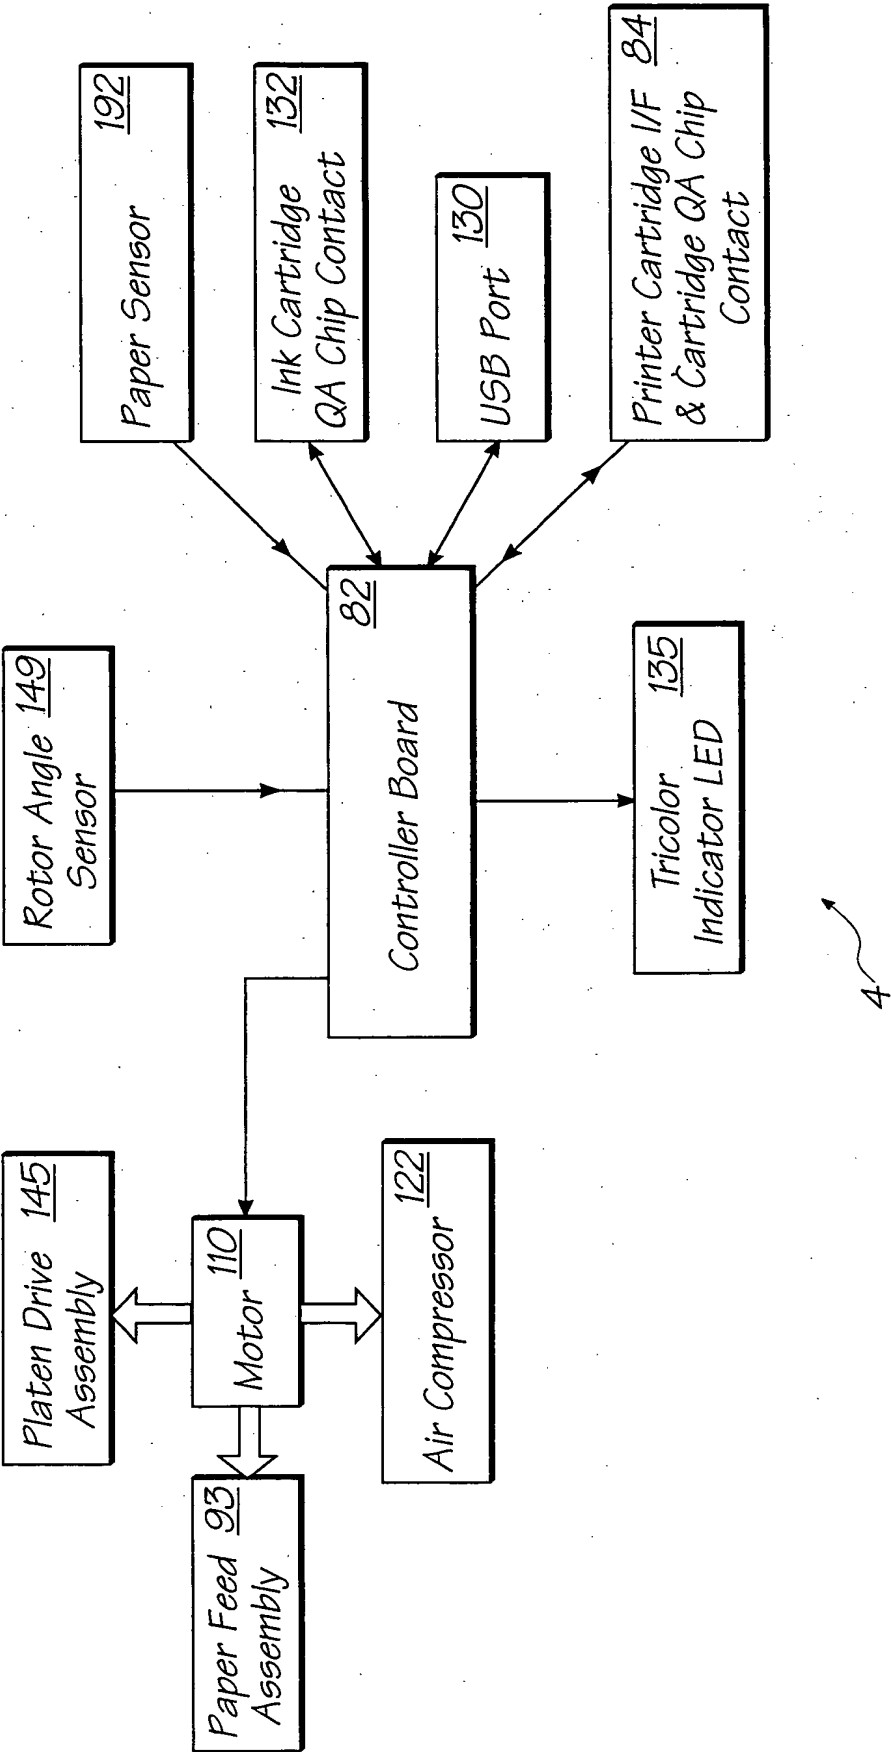 Paper Feed 93
Assembly
Platen Drive 145
Assembly
110
Motor
122
Air Compressor
Rotor Angle 149
Sensor
82
Controller Board
Tricolor 135
Indicator LED
192
Paper Sensor
Ink Cartridge 132
QA Chip Contact
130
USB Port
Printer Cartridge I/F 84
& Cartridge QA Chip
Contact
4